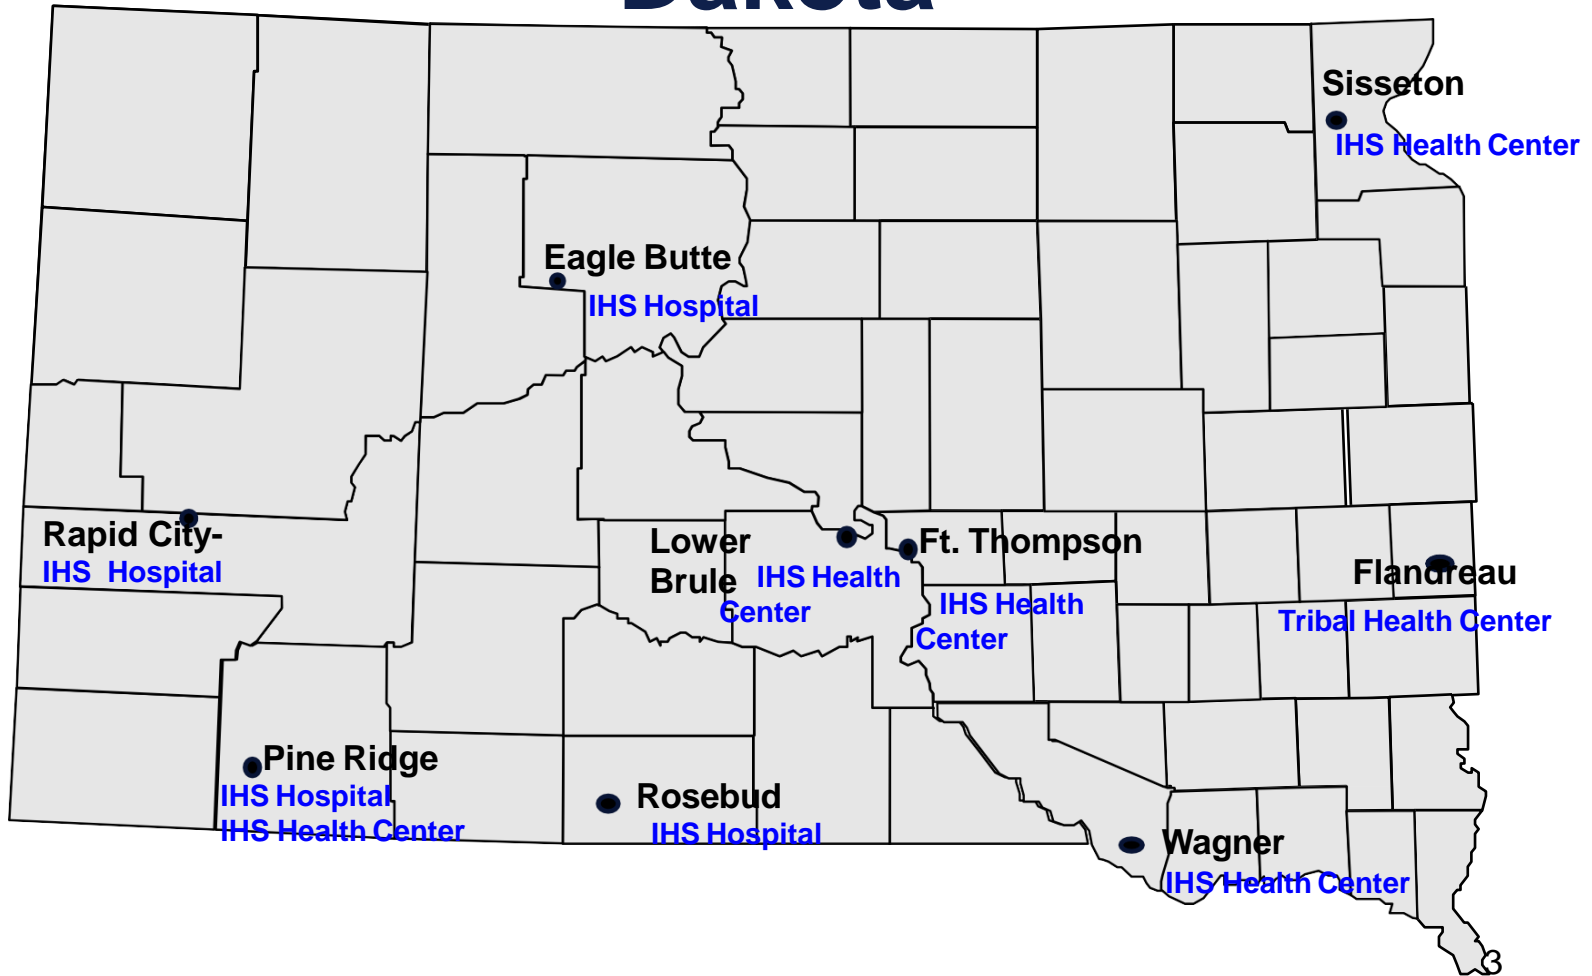 Dakota
Sisseton
IHS Health Center
Eagle Butte
IHS Hospital
Rapid City-
IHS Hospital
Lower
Brule
IHS Health
Center
Ft. Thompson
IHS Health
Center
Flandreau
Tribal Health Center
Pine Ridge
IHS Hospital
IHS Health Center
Rosebud
IHS Hospital
Wagner
IHS Health Center
3